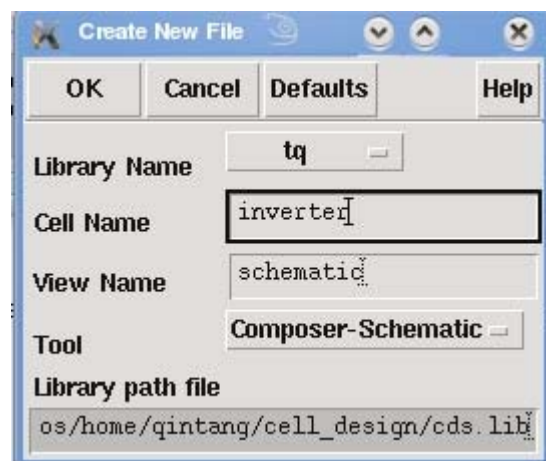 Create New File
OK Cancel Defaults Help
Library Name tq
Cell Name inverter
View Name schematic
Tool Composer-Schematic
Library path file
os/home/qintang/cell_design/cds.lib